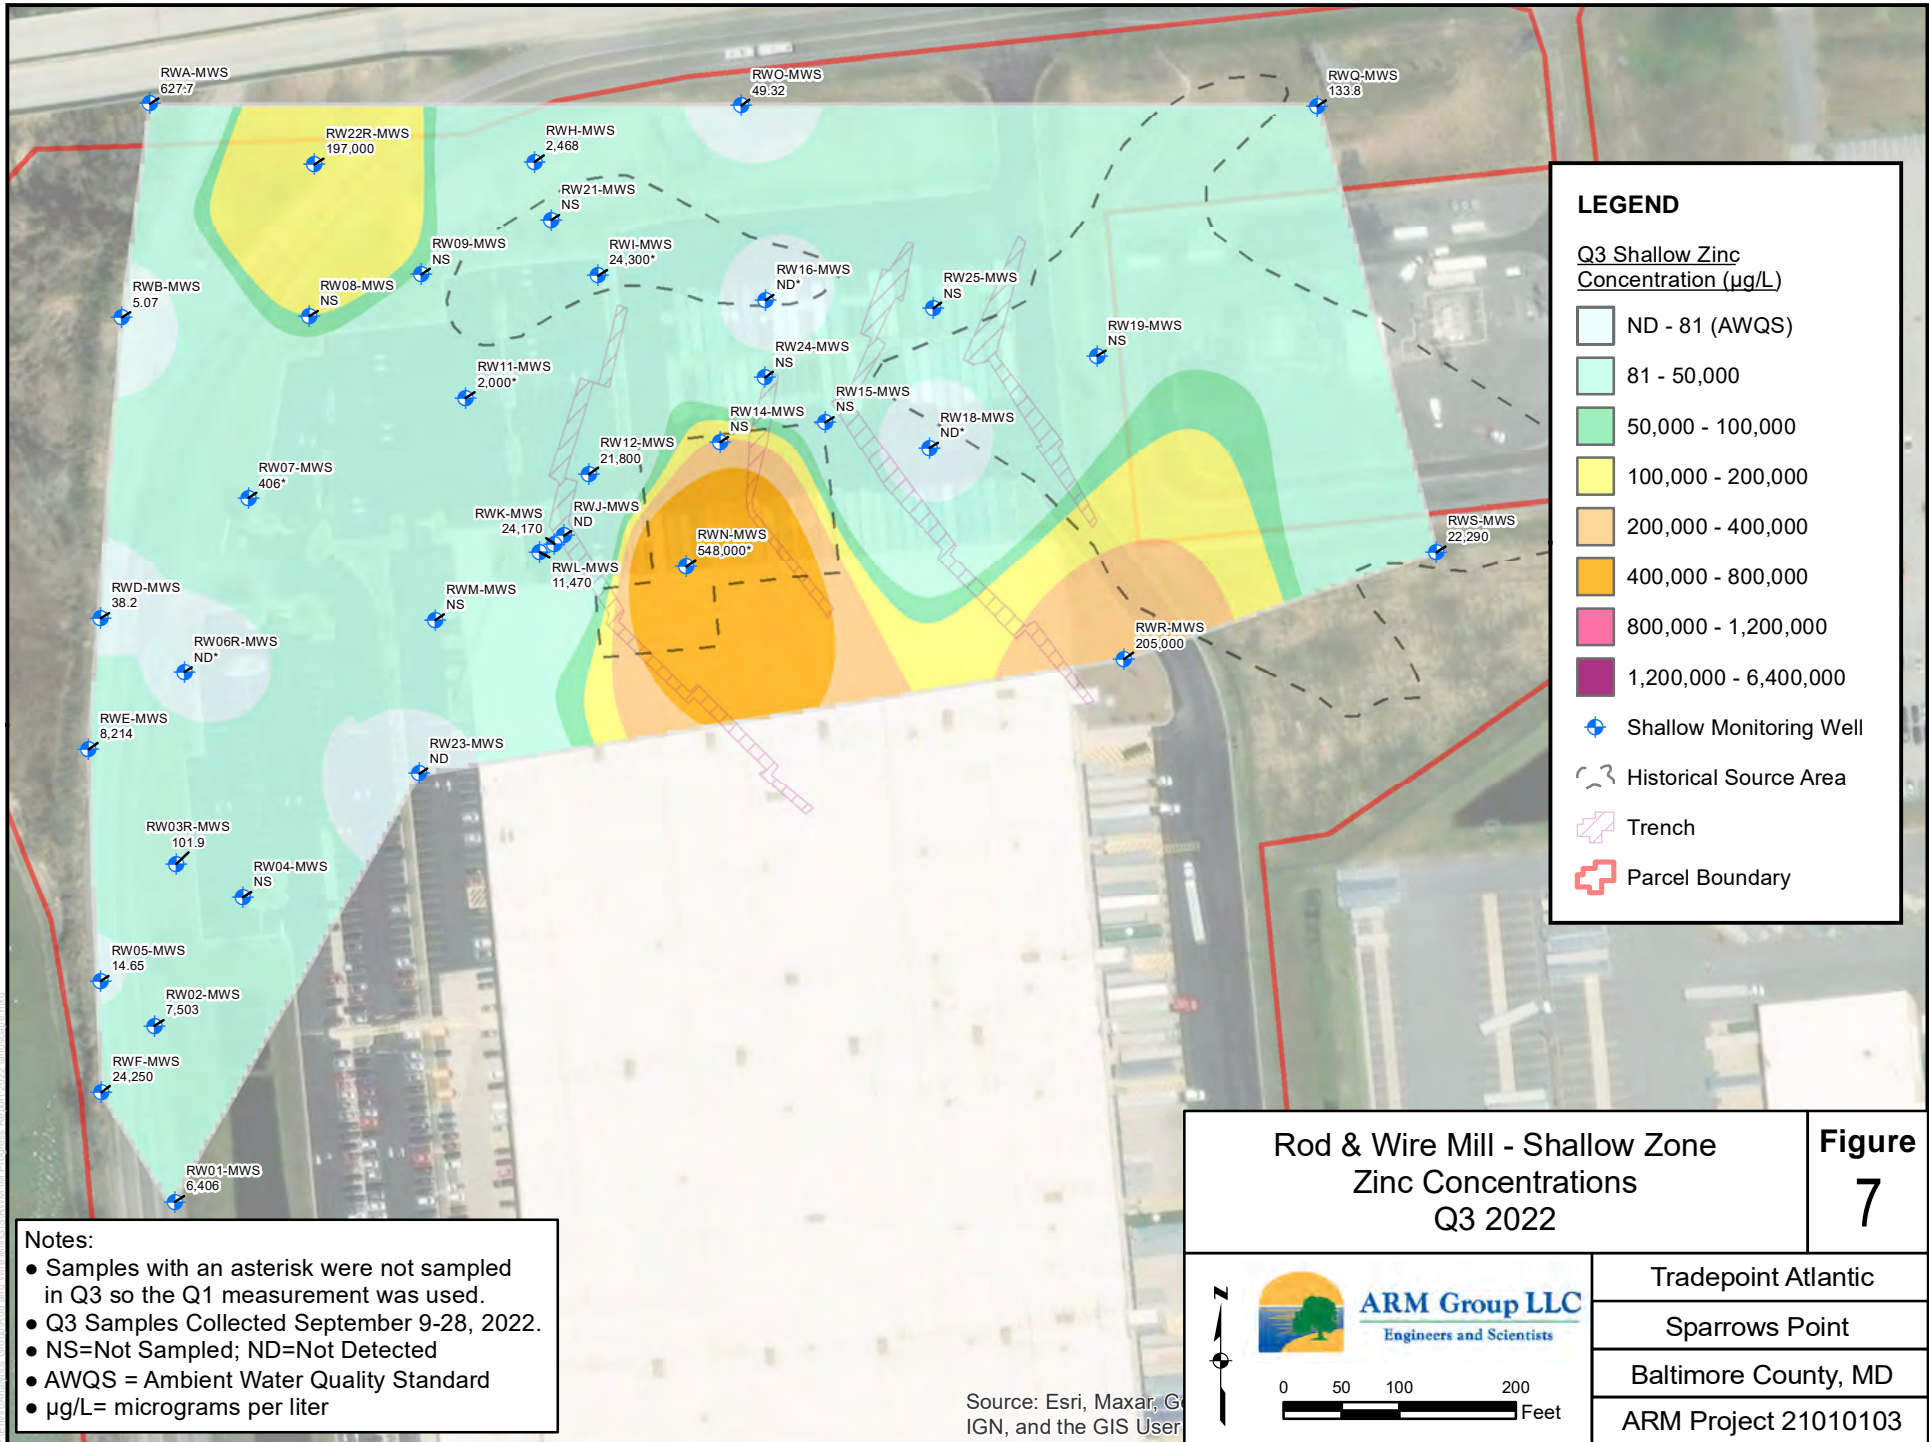 RWA-MWS
627.7
RWO-MWS
49.32
RWQ-MWS
133.8
RW22R-MWS
197,000
RWH-MWS
2,468
RW21-MWS
NS
RW09-MWS
NS
RWI-MWS
24,300*
RW16-MWS
ND*
RW25-MWS
NS
RWB-MWS
5.07
RW08-MWS
NS
RW19-MWS
NS
RW24-MWS
NS
RW11-MWS
2,000*
RW15-MWS
NS
RW14-MWS
NS
RW18-MWS
ND*
RW12-MWS
21,800
RW07-MWS
406*
RWK-MWS
24,170
RWJ-MWS
ND
RWN-MWS
548,000*
RWS-MWS
22,290
RWL-MWS
11,470
RWD-MWS
38.2
RWM-MWS
NS
RW06R-MWS
ND*
RWR-MWS
205,000
RWE-MWS
8,214
RW23-MWS
ND
RW03R-MWS
101.9
RW04-MWS
NS
RW05-MWS
14.65
RW02-MWS
7,503
RWF-MWS
24,250
RW01-MWS
6,406
LEGEND
Q3 Shallow Zinc
Concentration (µg/L)
ND - 81 (AWQS)
81 - 50,000
50,000 - 100,000
100,000 - 200,000
200,000 - 400,000
400,000 - 800,000
800,000 - 1,200,000
1,200,000 - 6,400,000
Shallow Monitoring Well
Historical Source Area
Trench
Parcel Boundary
Notes:
● Samples with an asterisk were not sampled
in Q3 so the Q1 measurement was used.
● Q3 Samples Collected September 9-28, 2022.
● NS=Not Sampled; ND=Not Detected
● AWQS = Ambient Water Quality Standard
● µg/L= micrograms per liter
Source: Esri, Maxar, G
IGN, and the GIS User
Rod & Wire Mill - Shallow Zone
Zinc Concentrations
Q3 2022
Figure
7
Z
ARM Group LLC
Engineers and Scientists
0 50 100 200
Feet
Tradepoint Atlantic
Sparrows Point
Baltimore County, MD
ARM Project 21010103